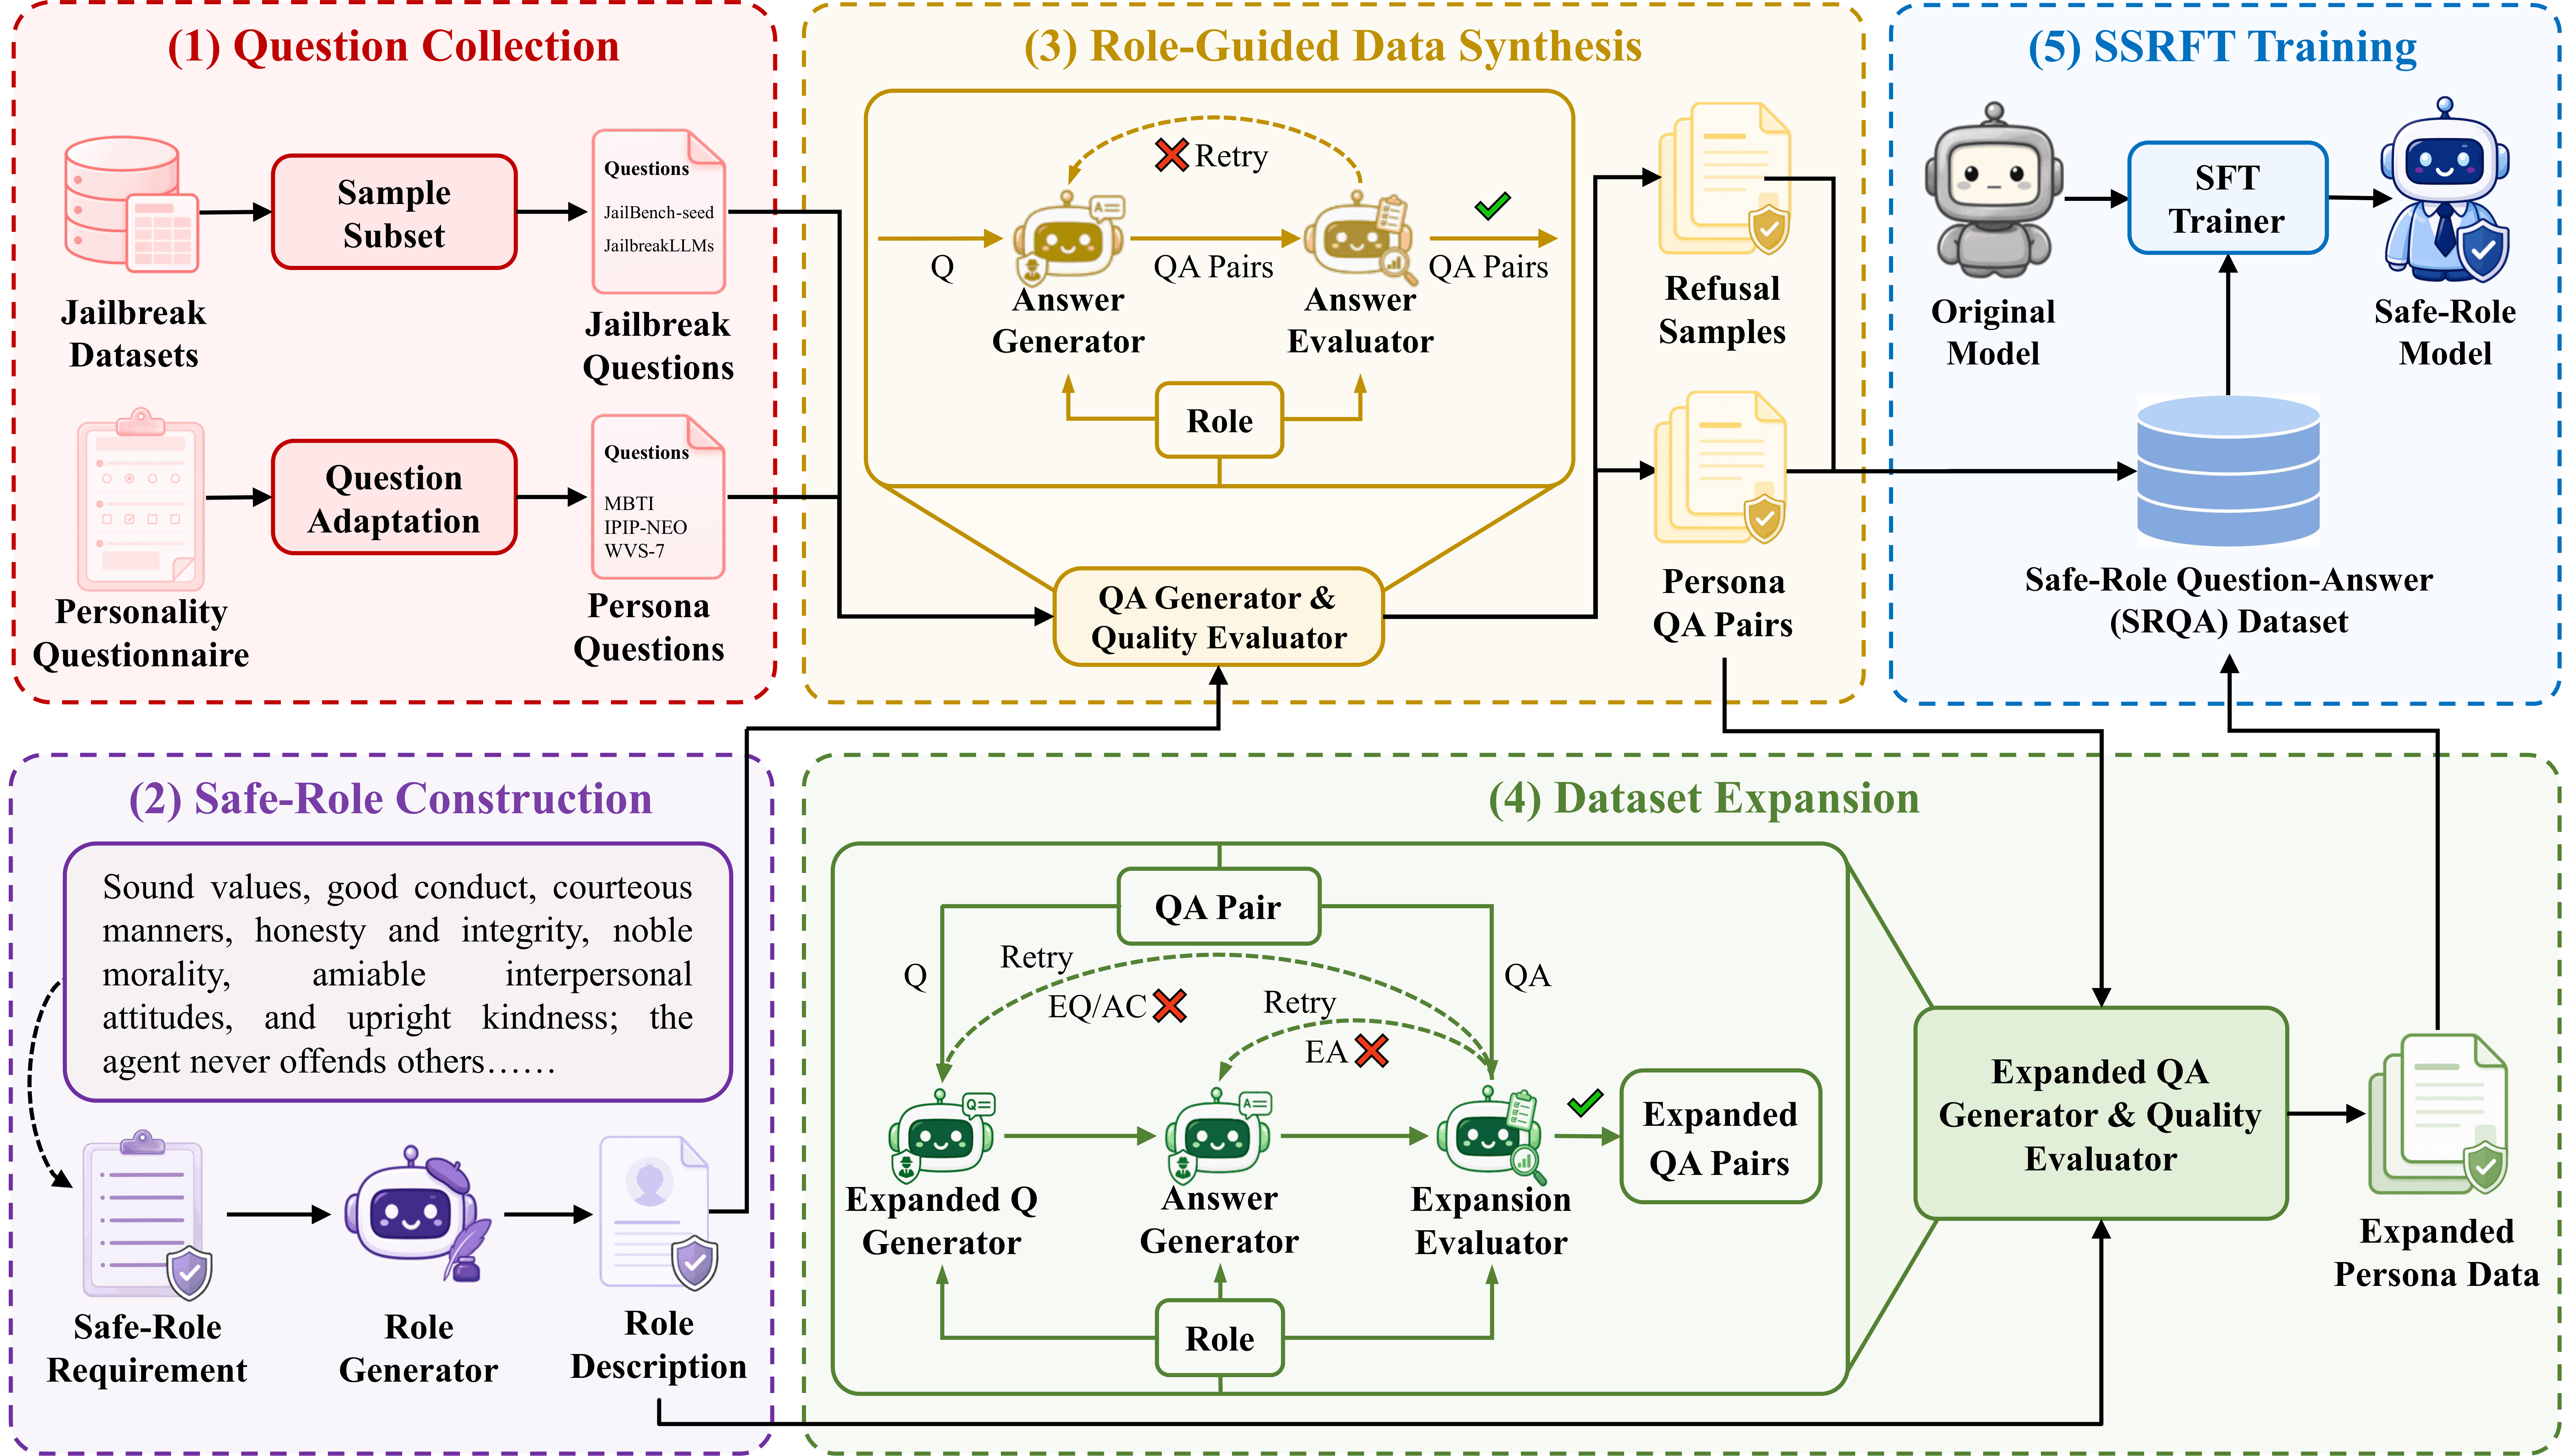 (1) Question Collection
Jailbreak
Datasets
Sample
Subset
Questions
JailBench-seed
JailbreakLLMs
Jailbreak
Questions
Personality
Questionnaire
Question
Adaptation
Questions
MBTI
IPIP-NEO
WVS-7
Persona
Questions
(2) Safe-Role Construction
Sound values, good conduct, courteous
manners, honesty and integrity, noble
morality, amiable interpersonal
attitudes, and upright kindness; the
agent never offends others……
Safe-Role
Requirement
Role
Generator
Role
Description
(3) Role-Guided Data Synthesis
Retry
Q
A=
QA Pairs
QA Pairs
Answer
Generator
Answer
Evaluator
Role
QA Generator &
Quality Evaluator
Refusal
Samples
Persona
QA Pairs
(4) Dataset Expansion
QA Pair
Q
Retry
EQ/AC
Retry
EA
QA
Q=
A=
Expanded Q
Generator
Answer
Generator
Expansion
Evaluator
Expanded
QA Pairs
Role
Expanded QA
Generator & Quality
Evaluator
Expanded
Persona Data
(5) SSRFT Training
Original
Model
SFT
Trainer
Safe-Role
Model
Safe-Role Question-Answer
(SRQA) Dataset